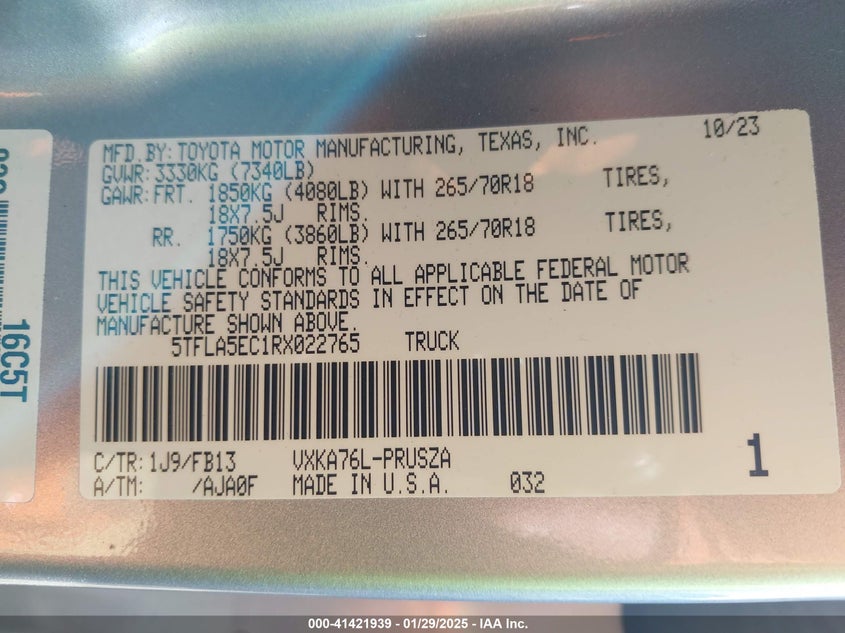 MFD.BY:TOYOTA MOTOR MANUFACTURING, TEXAS, INC. 10/23
GVWR:3330KG (7340LB)
GAWR:FRT. 1850KG (4080LB) WITH 265/70R18 TIRES,
18X7.5J RIMS.
RR. 1750KG (3860LB) WITH 265/70R18 TIRES,
18X7.5J RIMS.
THIS VEHICLE CONFORMS TO ALL APPLICABLE FEDERAL MOTOR
VEHICLE SAFETY STANDARDS IN EFFECT ON THE DATE OF
MANUFACTURE SHOWN ABOVE.
5TFLA5EC1RX022765 TRUCK
C/TR:1J9/FB13 VXKA76L-PRUSZA 1
A/TM: /AJA0F MADE IN U.S.A. 032
16C5T
000-41421939 | 01/29/2025 | IAA Inc.